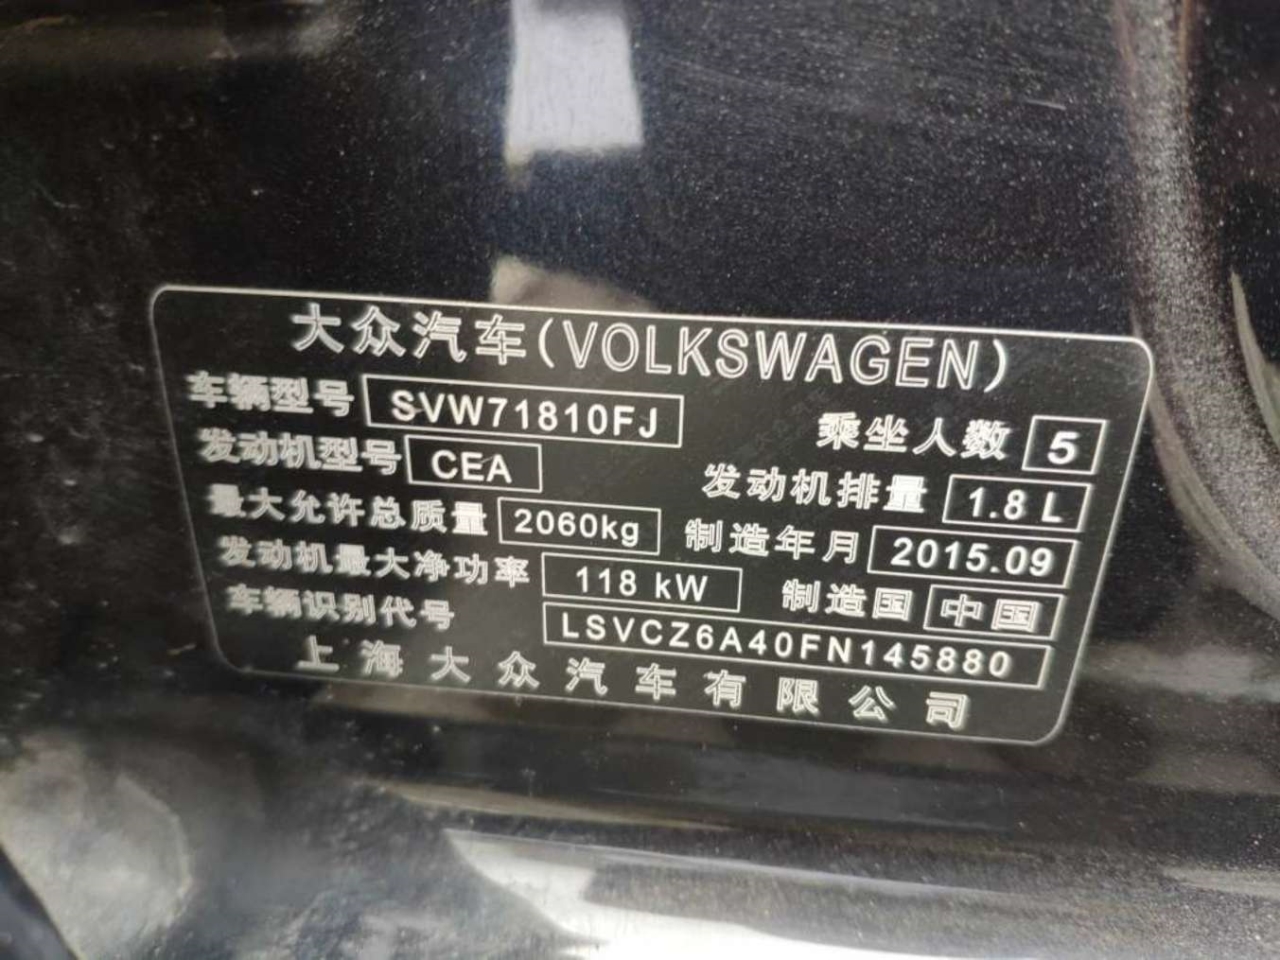 大众汽车(VOLKSWAGEN)
车辆型号 SVW71810FJ 乘坐人数 5
发动机型号 CEA 发动机排量 1.8 L
最大允许总质量 2060kg 制造年月 2015.09
发动机最大净功率 118 kW 制造国 中国
车辆识别代号 LSVCZ6A40FN145880
上海大众汽车有限公司